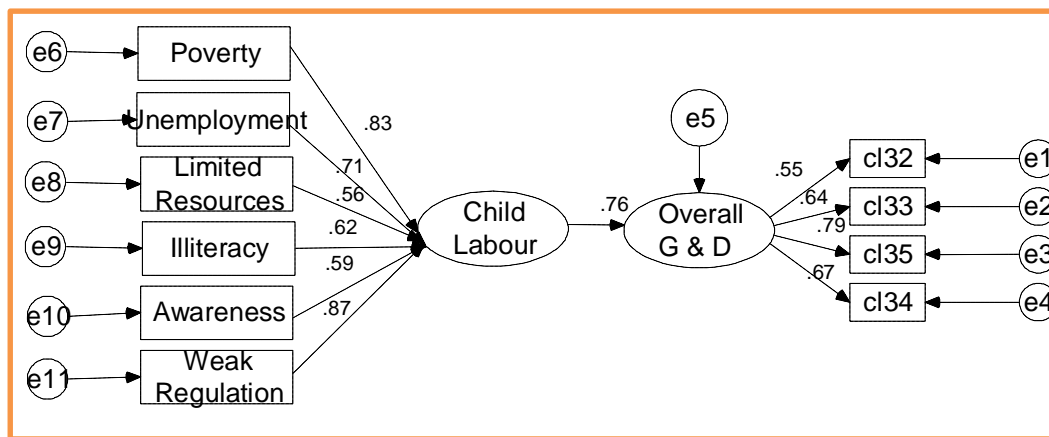 e6
Poverty
e7
Unemployment
e8
Limited
Resources
e9
Illiteracy
e10
Awareness
e11
Weak
Regulation
.83
.71
.56
.62
.59
.87
Child
Labour
.76
e5
Overall
G & D
.55
.64
.79
.67
cl32
e1
cl33
e2
cl35
e3
cl34
e4